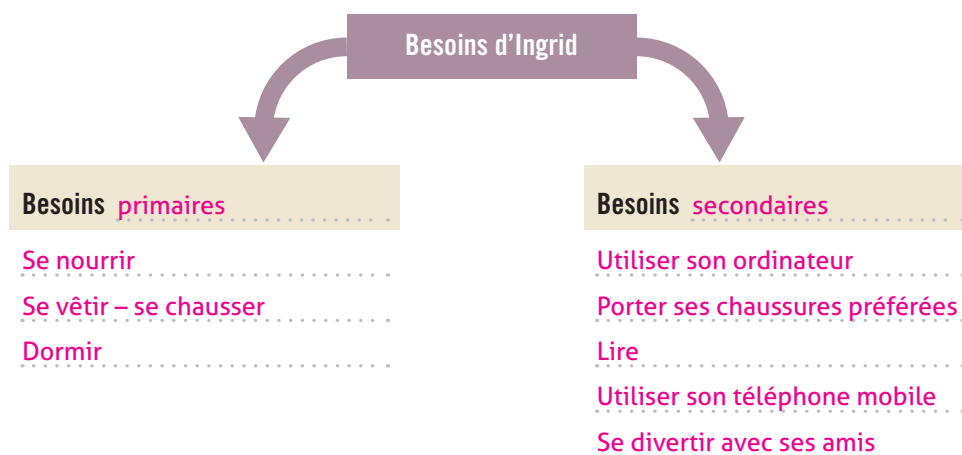 Besoins d'Ingrid
Besoins primaires
Se nourrir
Se vêtir – se chausser
Dormir
Besoins secondaires
Utiliser son ordinateur
Porter ses chaussures préférées
Lire
Utiliser son téléphone mobile
Se divertir avec ses amis